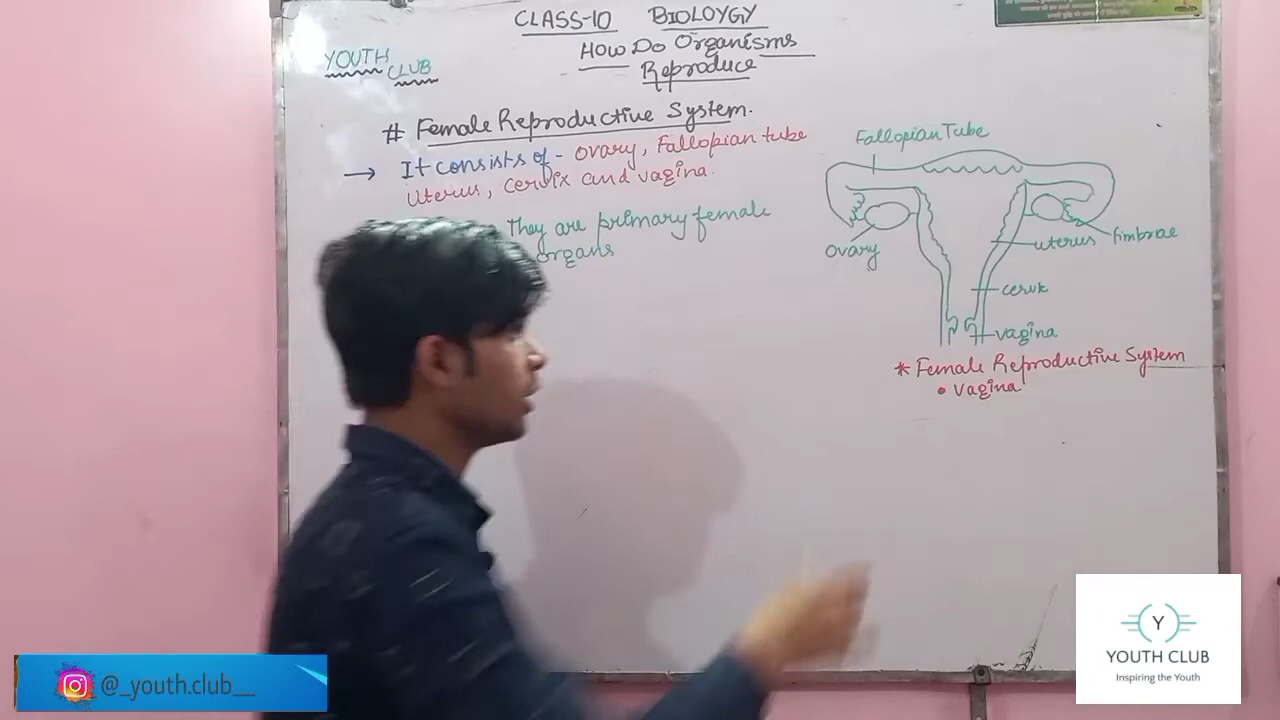 CLASS-10 BIOLOYGY
How Do Organisms
Reproduce
YOUTH
CLUB
# Female Reproductive System.
→ It consists of - ovary, Fallopian tube
uterus, cervix and vagina.
They are primary female
organs
Fallopian Tube
ovary
uterus
fimbrae
cervix
vagina
* Female Reproductive System
• vagina
@_youth.club__
Y
YOUTH CLUB
Inspiring the Youth